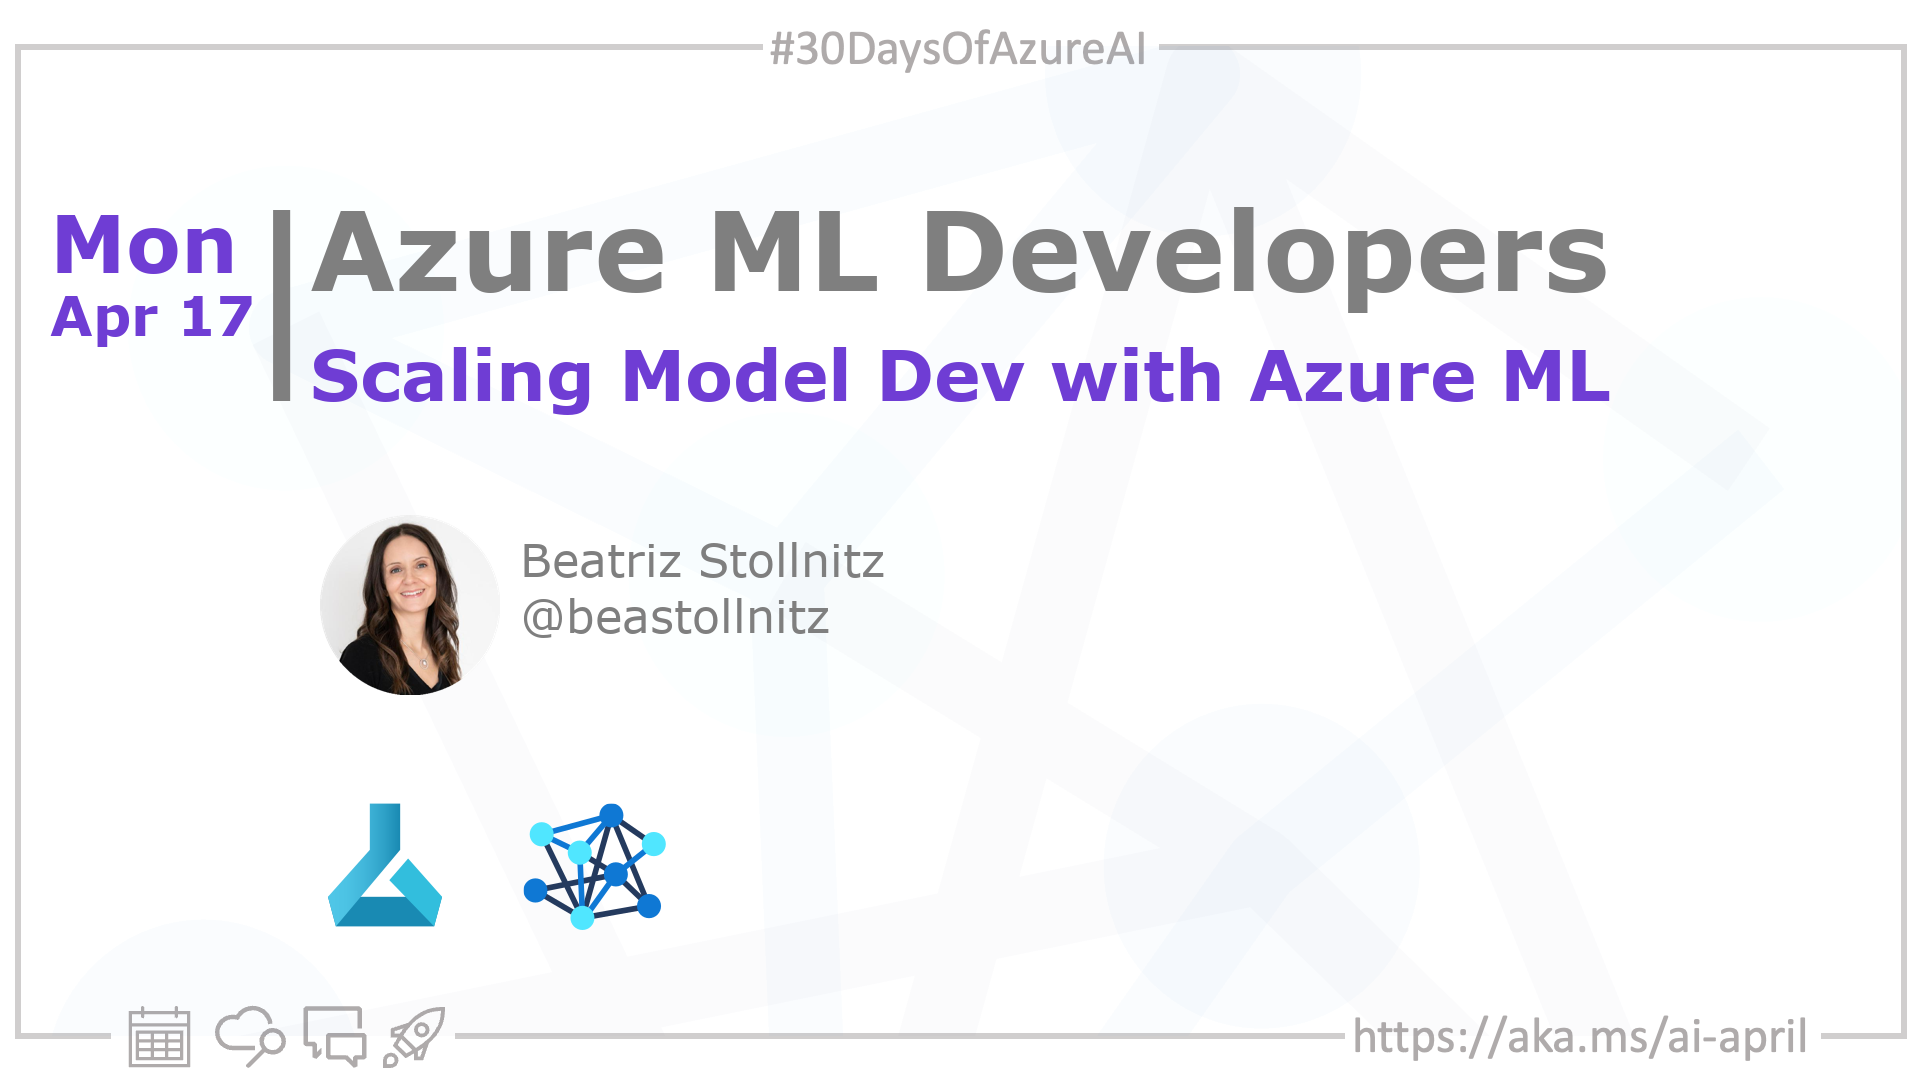 #30DaysOfAzureAI
Mon
Apr 17
Azure ML Developers
Scaling Model Dev with Azure ML
Beatriz Stollnitz
@beastollnitz
https://aka.ms/ai-april